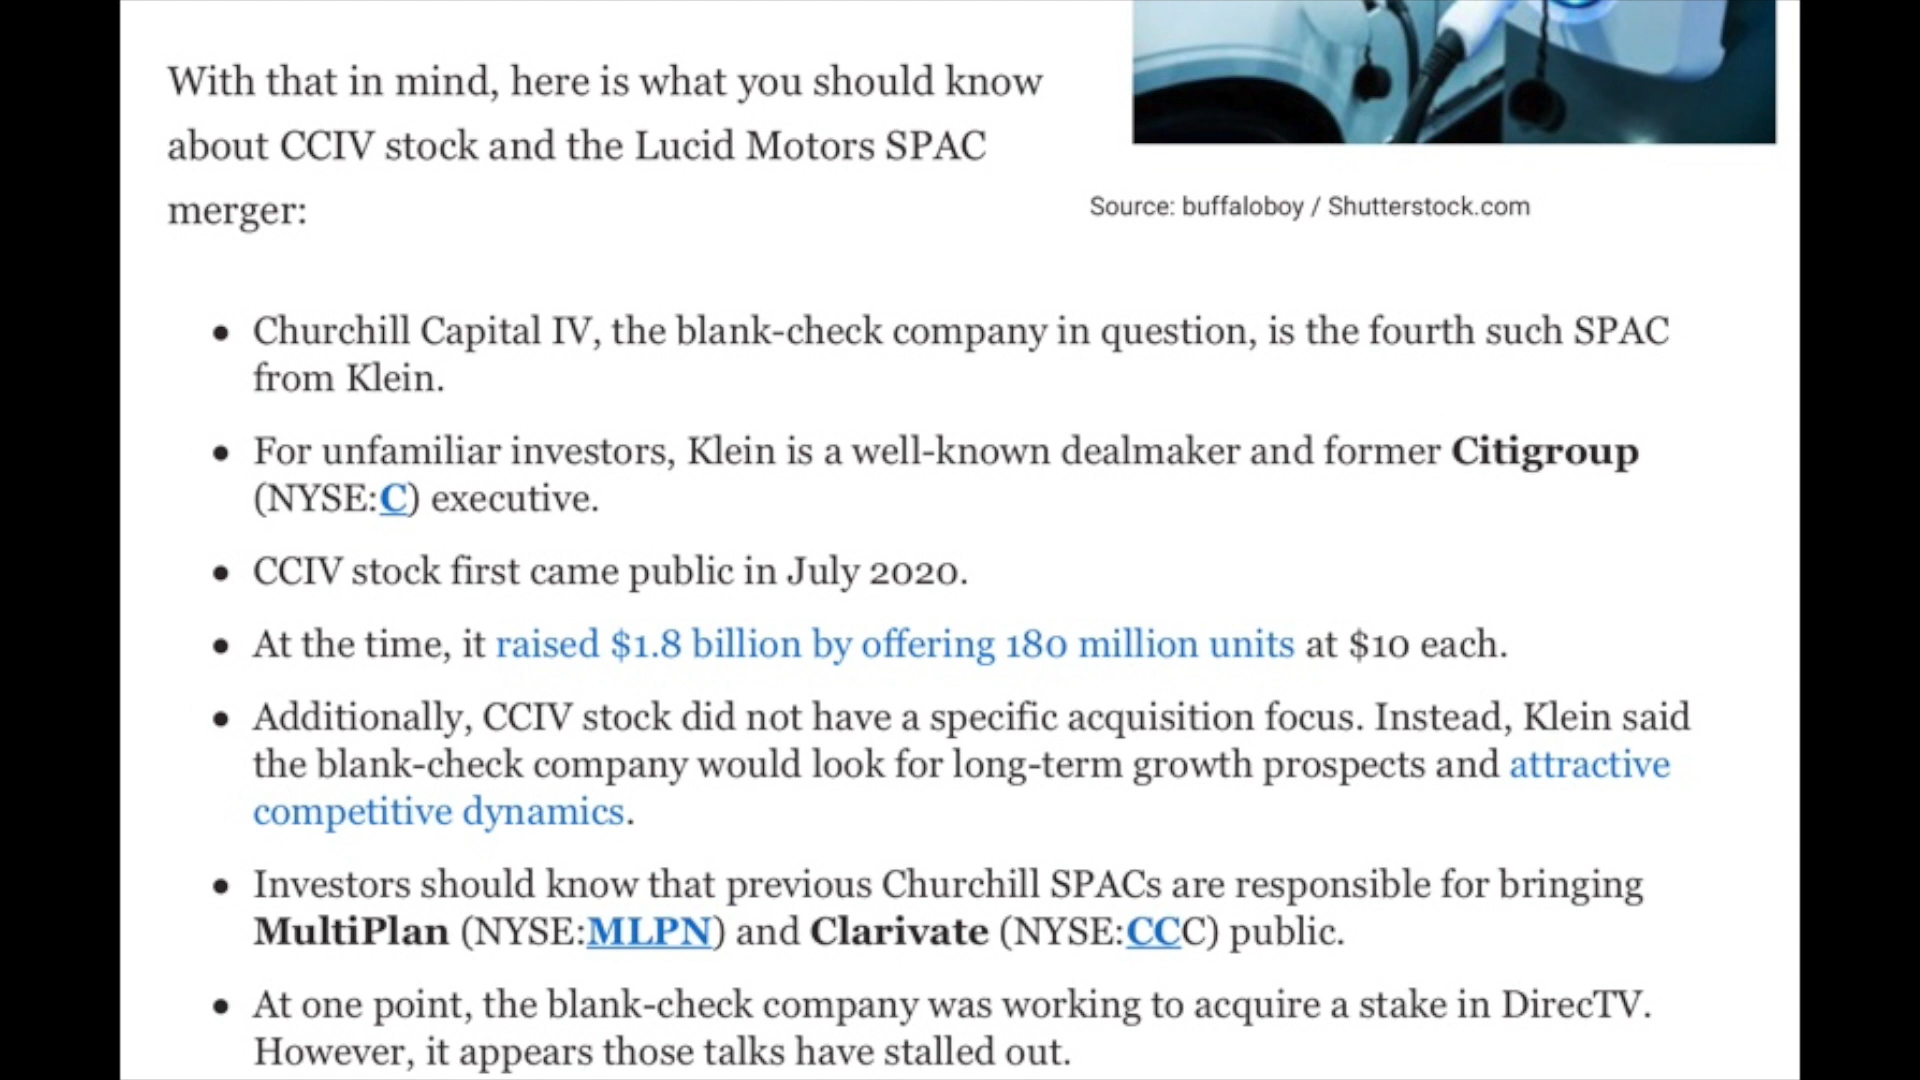 With that in mind, here is what you should know
about CCIV stock and the Lucid Motors SPAC
merger:
Source: buffaloboy / Shutterstock.com
• Churchill Capital IV, the blank-check company in question, is the fourth such SPAC
from Klein.
• For unfamiliar investors, Klein is a well-known dealmaker and former Citigroup
(NYSE:C) executive.
• CCIV stock first came public in July 2020.
• At the time, it raised $1.8 billion by offering 180 million units at $10 each.
• Additionally, CCIV stock did not have a specific acquisition focus. Instead, Klein said
the blank-check company would look for long-term growth prospects and attractive
competitive dynamics.
• Investors should know that previous Churchill SPACs are responsible for bringing
MultiPlan (NYSE:MLPN) and Clarivate (NYSE:CCC) public.
• At one point, the blank-check company was working to acquire a stake in DirecTV.
However, it appears those talks have stalled out.